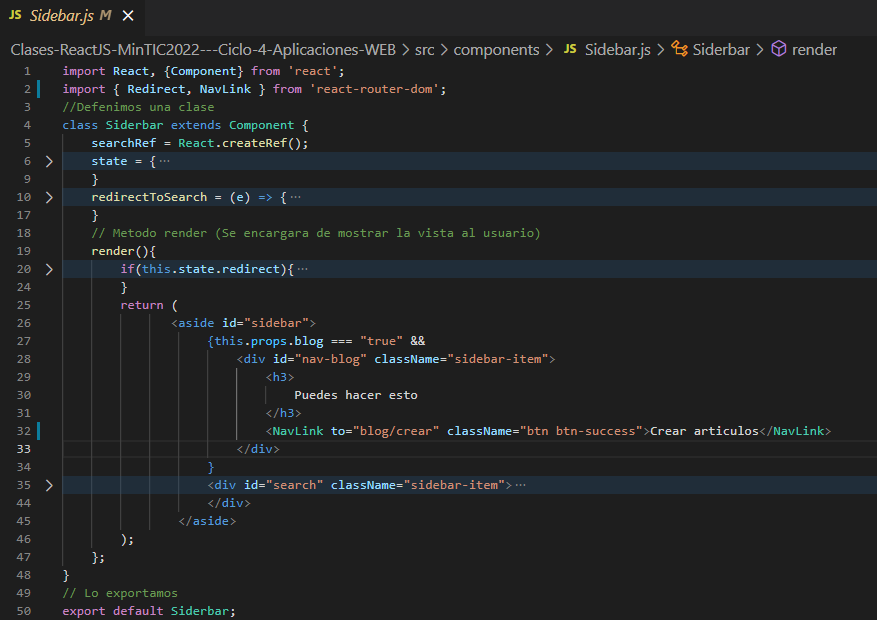 JS Sidebar.js M ×
Clases-ReactJS-MinTIC2022---Ciclo-4-Aplicaciones-WEB > src > components > JS Sidebar.js > Siderbar > render
1 import React, {Component} from 'react';
2 import { Redirect, NavLink } from 'react-router-dom';
3 //Defenimos una clase
4 class Siderbar extends Component {
5 searchRef = React.createRef();
6 > state = {···
9 }
10 > redirectToSearch = (e) => {···
17 }
18 // Metodo render (Se encargara de mostrar la vista al usuario)
19 render(){
20 > if(this.state.redirect){···
24 }
25 return (
26 <aside id="sidebar">
27 {this.props.blog === "true" &&
28 <div id="nav-blog" className="sidebar-item">
29 <h3>
30 Puedes hacer esto
31 </h3>
32 <NavLink to="blog/crear" className="btn btn-success">Crear articulos</NavLink>
33 </div>
34 }
35 > <div id="search" className="sidebar-item">···
44 </div>
45 </aside>
46 );
47 };
48 }
49 // Lo exportamos
50 export default Siderbar;